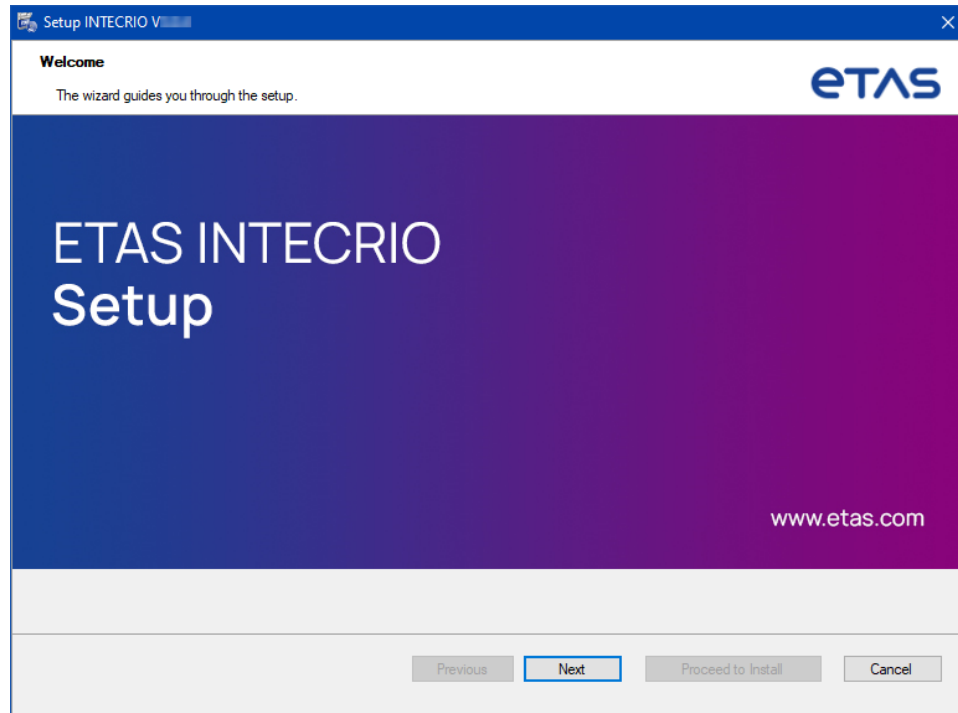 Setup INTECRIO V
Welcome
The wizard guides you through the setup.
etas
ETAS INTECRIO
Setup
www.etas.com
Previous
Next
Proceed to Install
Cancel